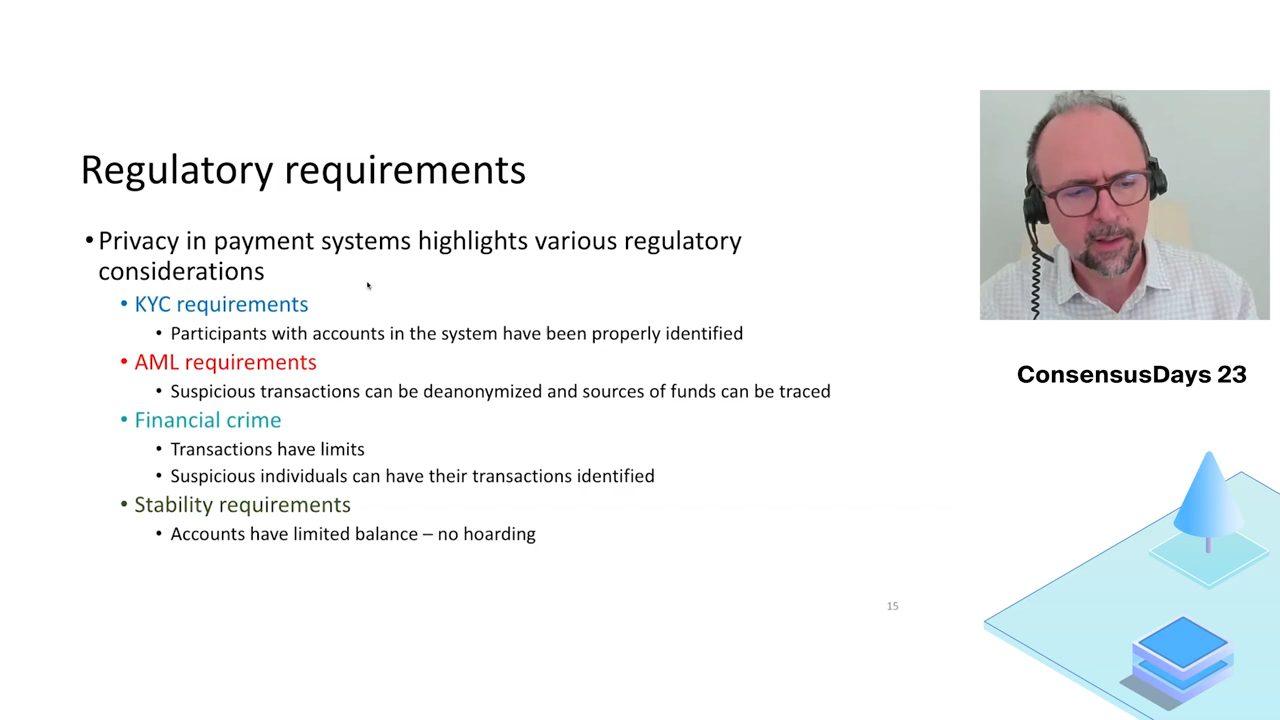 Regulatory requirements
• Privacy in payment systems highlights various regulatory
considerations
• KYC requirements
• Participants with accounts in the system have been properly identified
• AML requirements
• Suspicious transactions can be deanonymized and sources of funds can be traced
• Financial crime
• Transactions have limits
• Suspicious individuals can have their transactions identified
• Stability requirements
• Accounts have limited balance – no hoarding
15
ConsensusDays 23